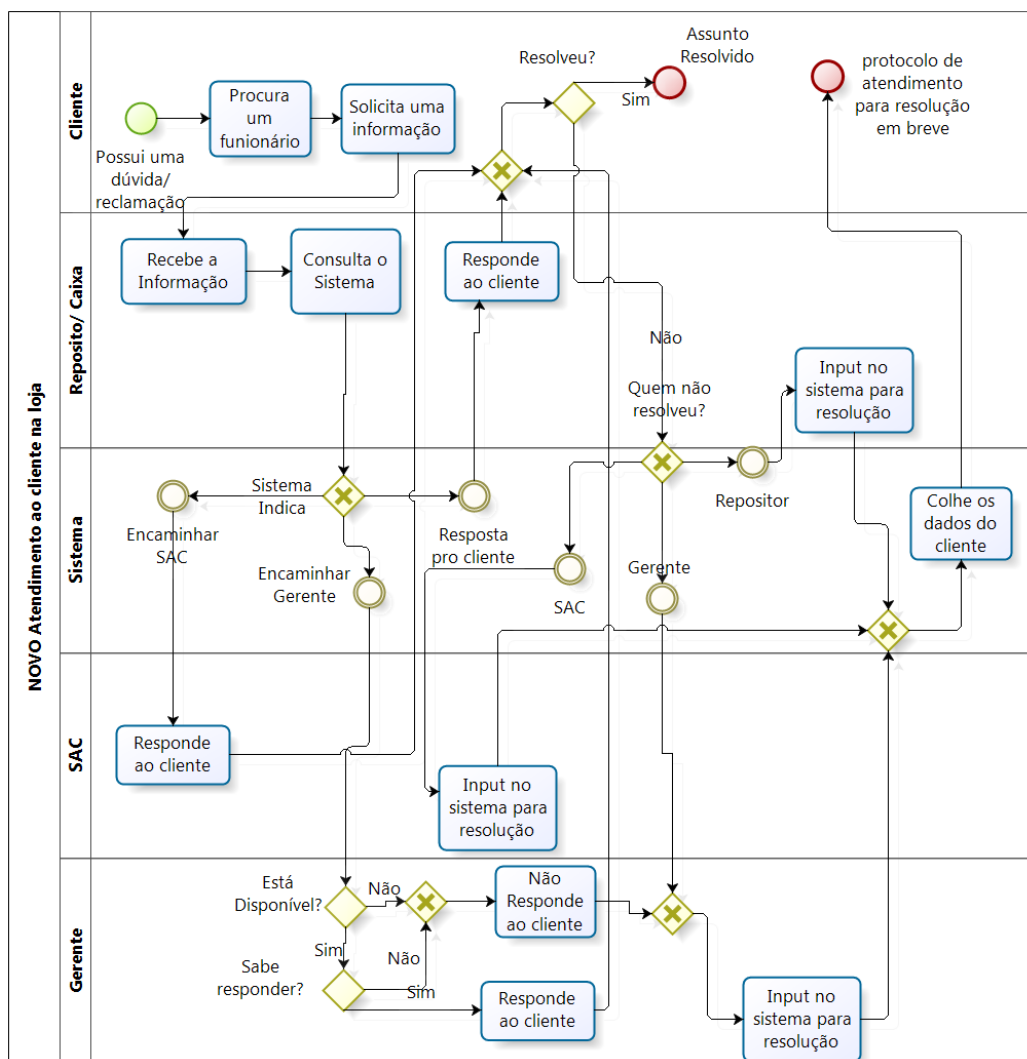 NOVO Atendimento ao cliente na loja
Cliente
Possui uma
dúvida/
reclamação
Procura
um
funionário
Solicita uma
informação
Resolveu?
Sim
Assunto
Resolvido
protocolo de
atendimento
para resolução
em breve
Reposito/ Caixa
Recebe a
Informação
Consulta o
Sistema
Responde
ao cliente
Não
Quem não
resolveu?
Input no
sistema para
resolução
Sistema
Encaminhar
SAC
Sistema
Indica
Encaminhar
Gerente
Resposta
pro cliente
SAC
Gerente
Repositor
Colhe os
dados do
cliente
SAC
Responde
ao cliente
Input no
sistema para
resolução
Gerente
Está
Disponível?
Não
Sim
Sabe
responder?
Não
Sim
Não
Responde
ao cliente
Responde
ao cliente
Input no
sistema para
resolução